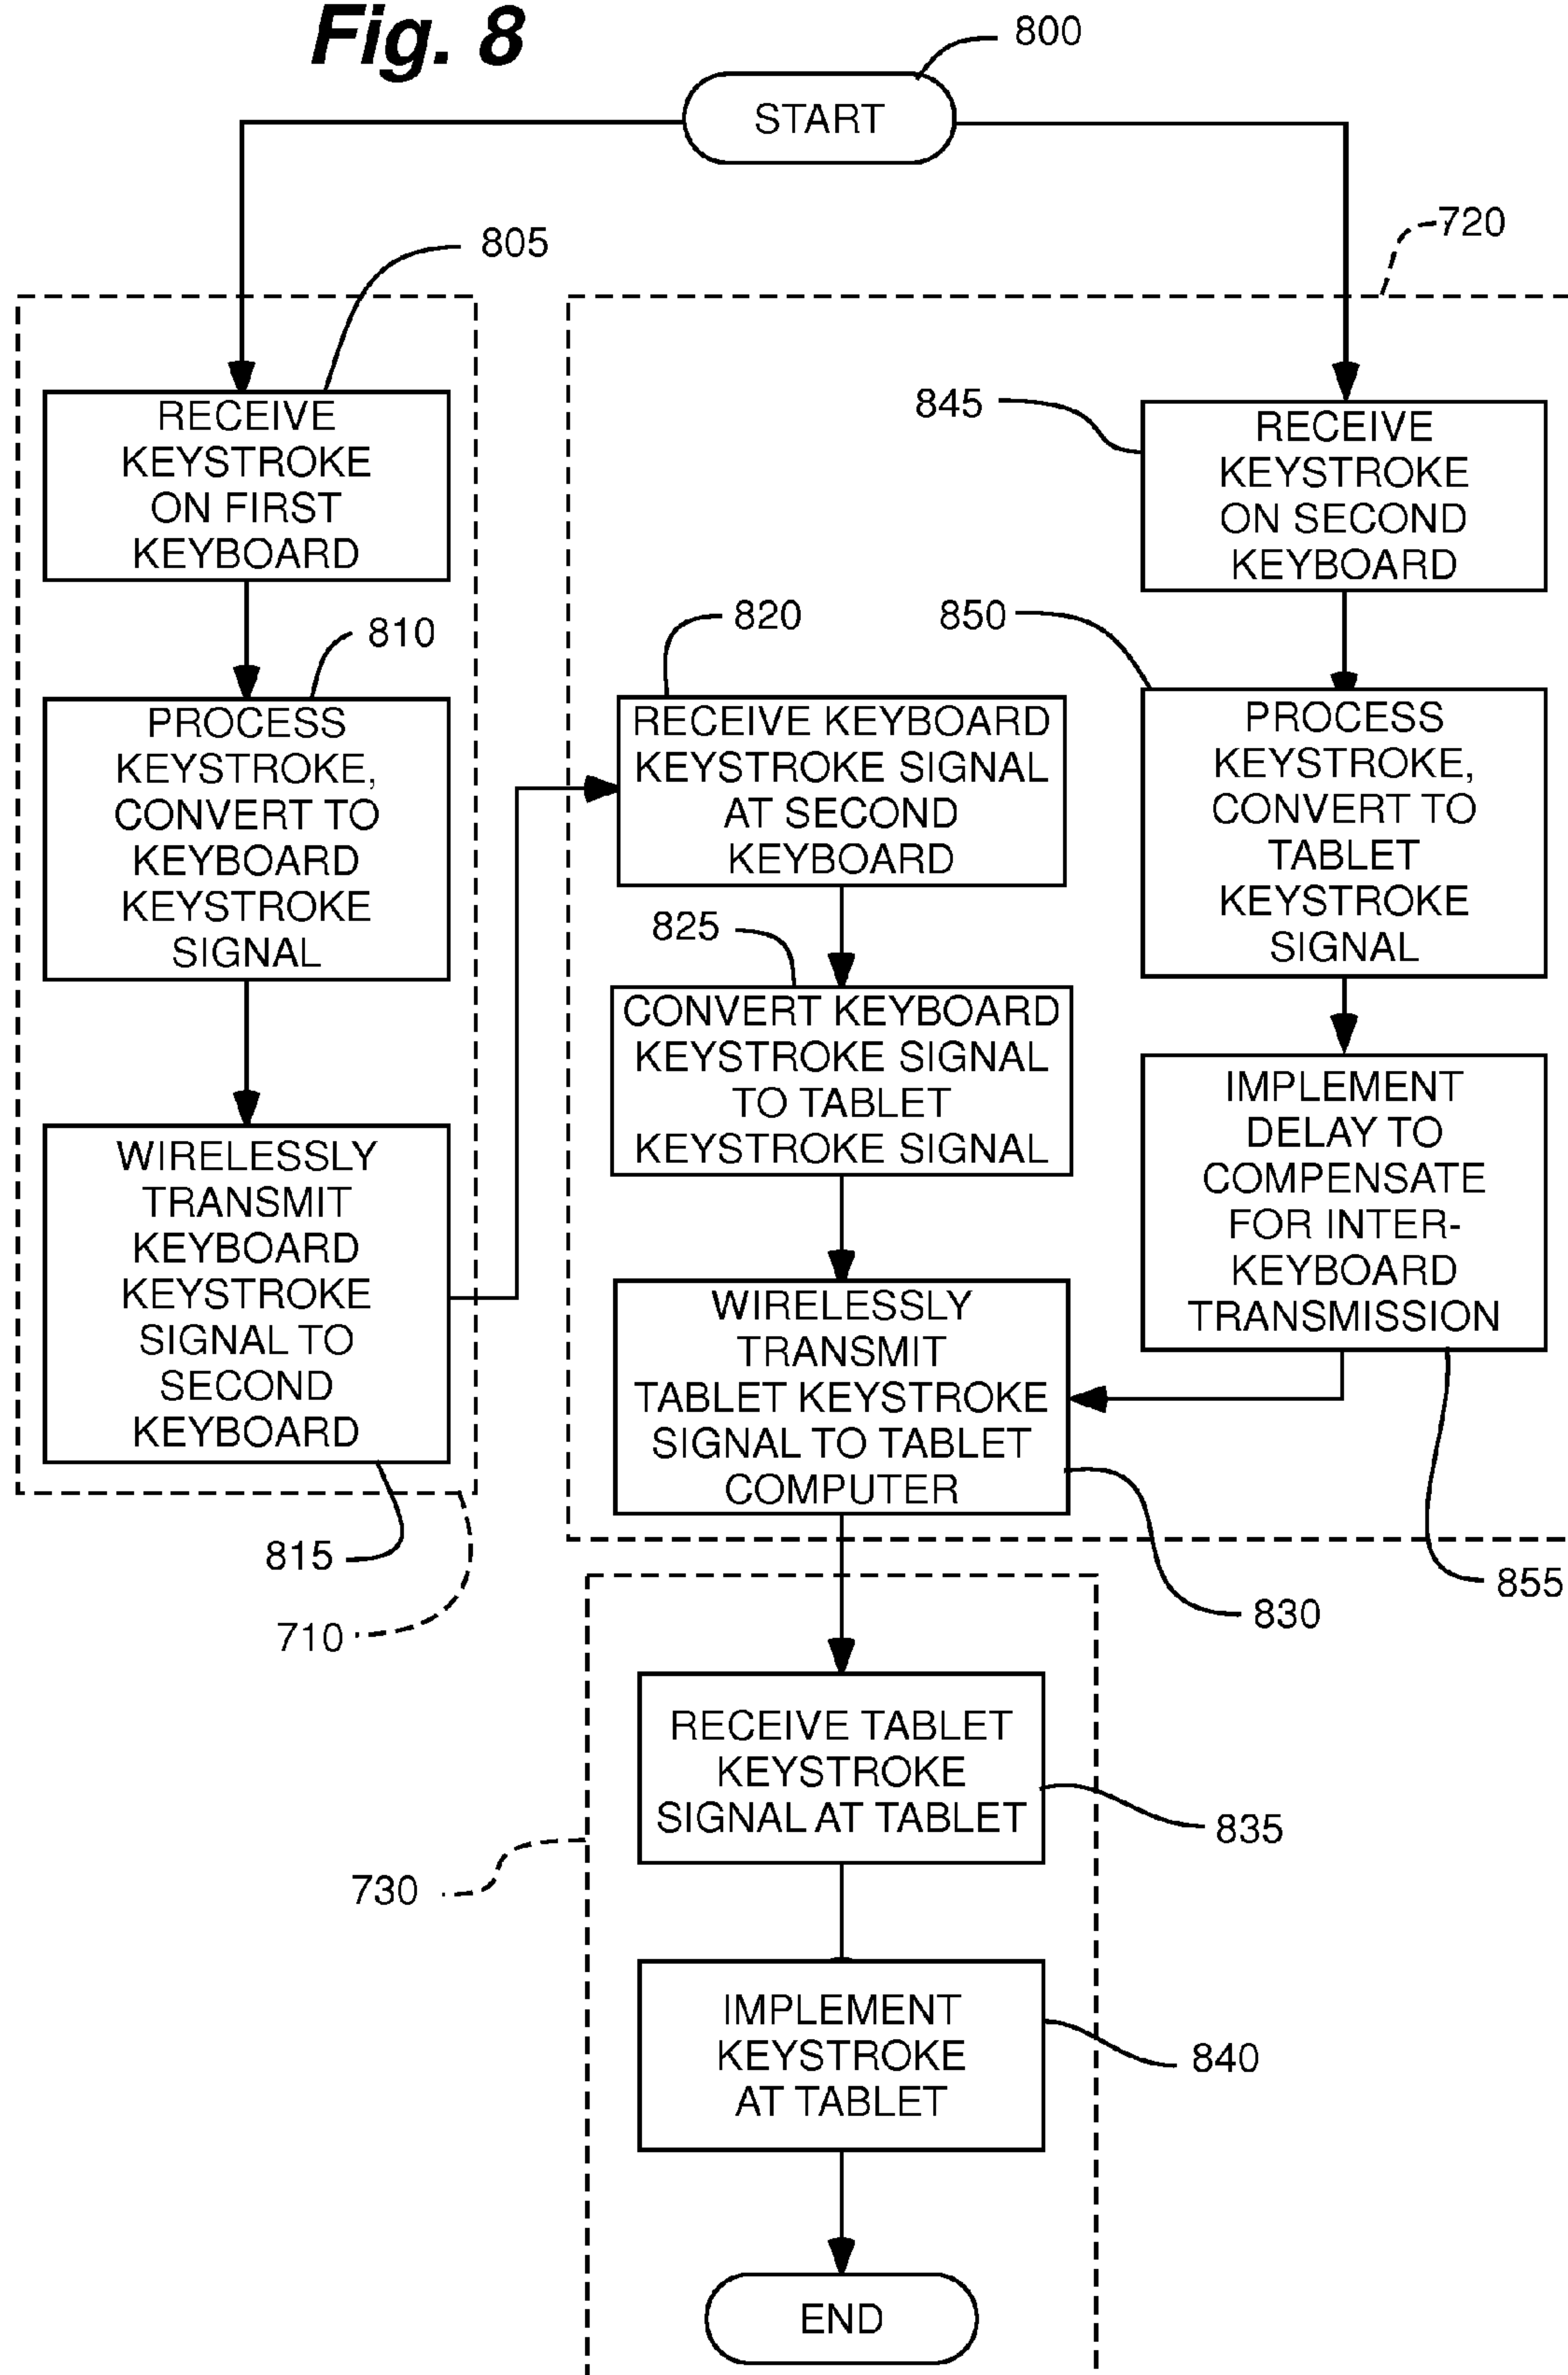 Fig. 8
800
START
720
805
RECEIVE
KEYSTROKE
ON FIRST
KEYBOARD
845
RECEIVE
KEYSTROKE
ON SECOND
KEYBOARD
810
PROCESS
KEYSTROKE,
CONVERT TO
KEYBOARD
KEYSTROKE
SIGNAL
820
RECEIVE KEYBOARD
KEYSTROKE SIGNAL
AT SECOND
KEYBOARD
850
PROCESS
KEYSTROKE,
CONVERT TO
TABLET
KEYSTROKE
SIGNAL
825
CONVERT KEYBOARD
KEYSTROKE SIGNAL
TO TABLET
KEYSTROKE SIGNAL
IMPLEMENT
DELAY TO
COMPENSATE
FOR INTER-
KEYBOARD
TRANSMISSION
WIRELESSLY
TRANSMIT
KEYBOARD
KEYSTROKE
SIGNAL TO
SECOND
KEYBOARD
WIRELESSLY
TRANSMIT
TABLET KEYSTROKE
SIGNAL TO TABLET
COMPUTER
815
710
855
830
RECEIVE TABLET
KEYSTROKE
SIGNAL AT TABLET
835
730
IMPLEMENT
KEYSTROKE
AT TABLET
840
END